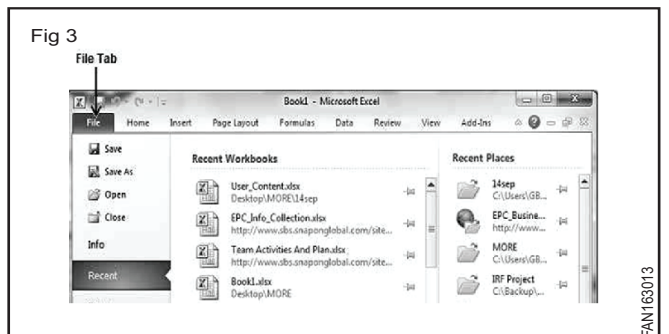 Fig 3
File Tab
Book1 - Microsoft Excel
File Home Insert Page Layout Formulas Data Review View Add-Ins
Save
Save As
Open
Close
Info
Recent
Recent Workbooks
User_Content.xlsx
Desktop\MORE\14sep
EPC_Info_Collection.xlsx
http://www.sbs.snaponglobal.com/site...
Team Activities And Plan.xlsx
http://www.sbs.snaponglobal.com/site...
Book1.xlsx
Desktop\MORE
Recent Places
14sep
C:\Users\GB...
EPC_Busine...
http://www...
MORE
C:\Users\GB...
IRF Project
C:\Backup\...
FAN163013